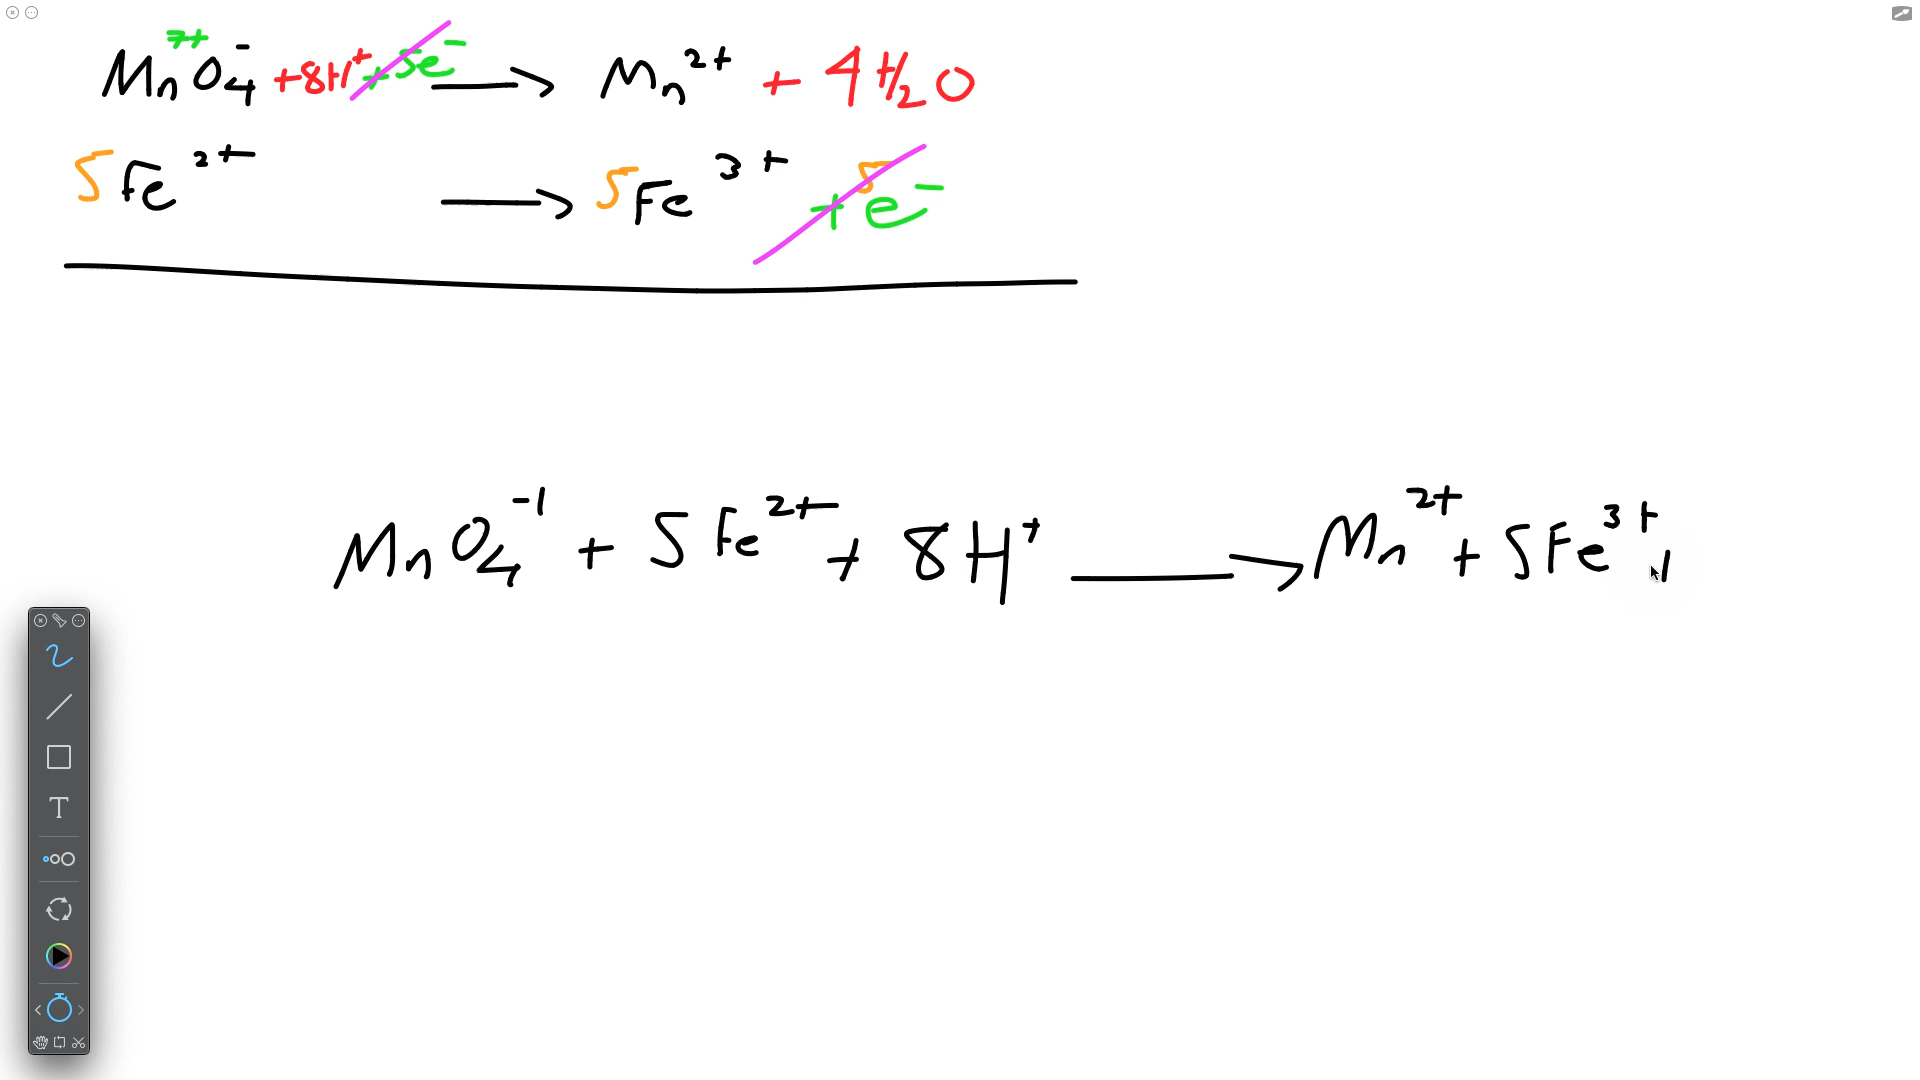 7+
MnO₄⁻ +8H⁺ +5e⁻ ⟶ Mn²⁺ + 4H₂O
5Fe²⁺ ⟶ 5Fe³⁺ +5e⁻
MnO₄⁻¹ + 5Fe²⁺ + 8H⁺ ⟶ Mn²⁺ + 5Fe³⁺
T